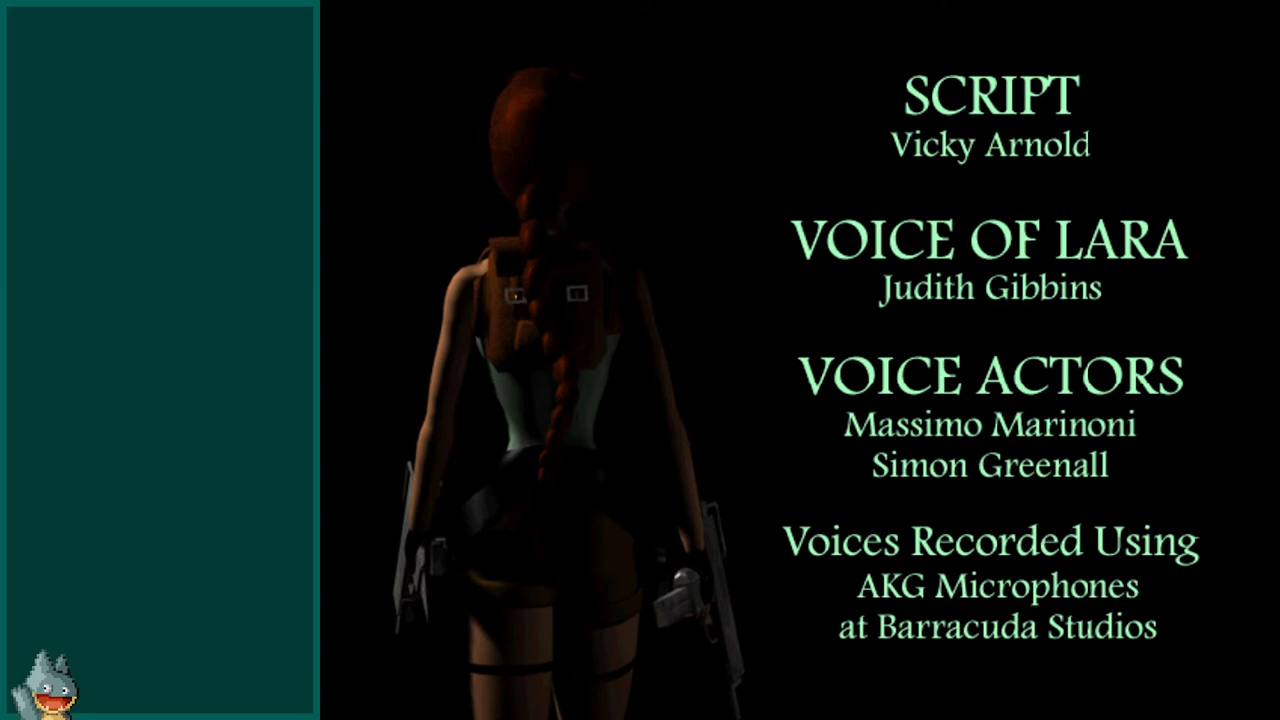 SCRIPT
Vicky Arnold
VOICE OF LARA
Judith Gibbins
VOICE ACTORS
Massimo Marinoni
Simon Greenall
Voices Recorded Using
AKG Microphones
at Barracuda Studios